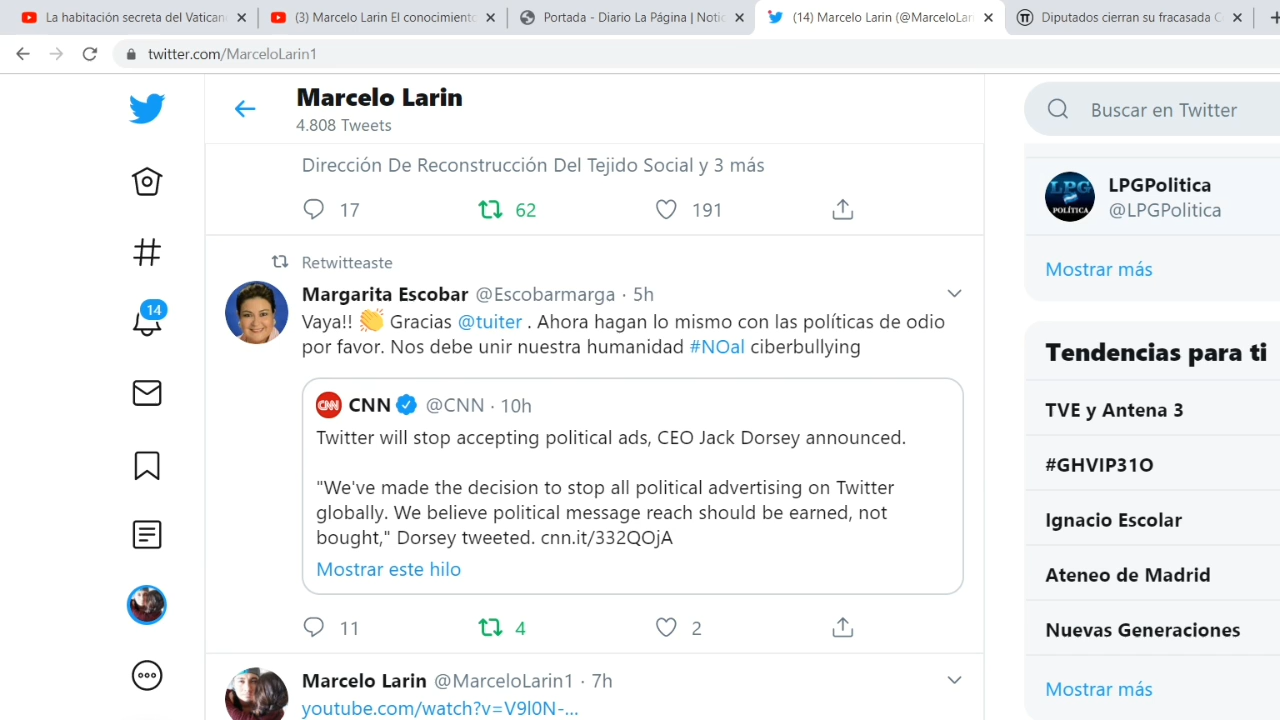 La habitación secreta del Vatican
(3) Marcelo Larin El conocimiento
Portada - Diario La Página | Notic
(14) Marcelo Larin (@MarceloLar
Diputados cierran su fracasada C
twitter.com/MarceloLarin1
Marcelo Larin
4.808 Tweets
Buscar en Twitter
Dirección De Reconstrucción Del Tejido Social y 3 más
17 62 191
LPG
POLÍTICA
LPGPolitica
@LPGPolitica
Mostrar más
Retwitteaste
Margarita Escobar @Escobarmarga · 5h
Vaya!! 👏 Gracias @tuiter . Ahora hagan lo mismo con las políticas de odio
por favor. Nos debe unir nuestra humanidad #NOal ciberbullying
14
CNN CNN @CNN · 10h
Twitter will stop accepting political ads, CEO Jack Dorsey announced.
"We've made the decision to stop all political advertising on Twitter
globally. We believe political message reach should be earned, not
bought," Dorsey tweeted. cnn.it/332QOjA
Mostrar este hilo
11 4 2
Marcelo Larin @MarceloLarin1 · 7h
youtube.com/watch?v=V9l0N-...
Tendencias para ti
TVE y Antena 3
#GHVIP31O
Ignacio Escolar
Ateneo de Madrid
Nuevas Generaciones
Mostrar más